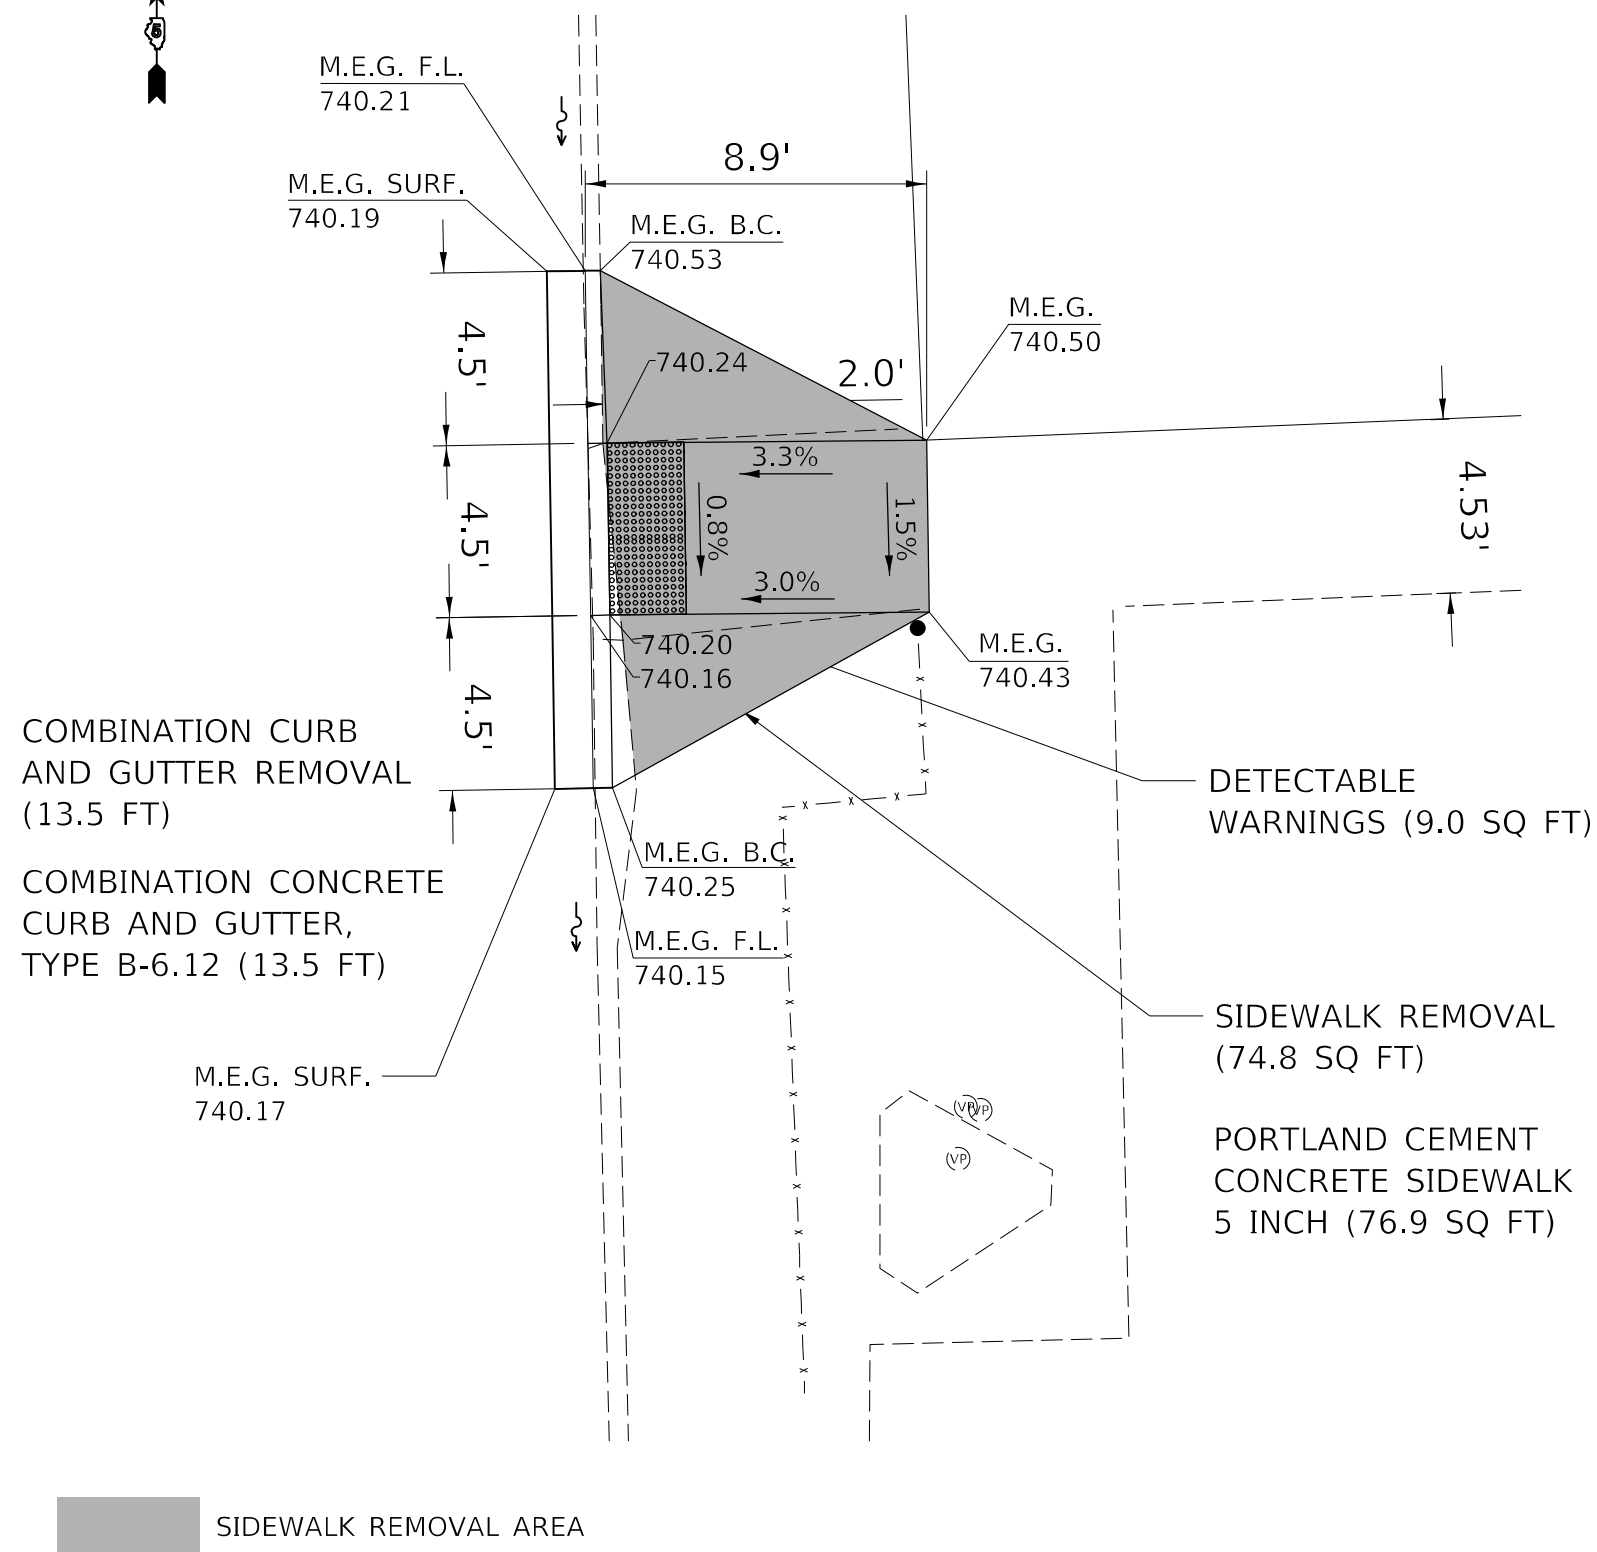 5
M.E.G. F.L.
740.21
8.9'
M.E.G. SURF.
740.19
M.E.G. B.C.
740.53
M.E.G.
740.50
4.5'
740.24
2.0'
3.3%
4.5'
0.8%
1.5%
4.53'
3.0%
740.20
740.16
M.E.G.
740.43
4.5'
COMBINATION CURB
AND GUTTER REMOVAL
(13.5 FT)
DETECTABLE
WARNINGS (9.0 SQ FT)
COMBINATION CONCRETE
CURB AND GUTTER,
TYPE B-6.12 (13.5 FT)
M.E.G. B.C.
740.25
M.E.G. F.L.
740.15
SIDEWALK REMOVAL
(74.8 SQ FT)
M.E.G. SURF.
740.17
VP
VP
VP
PORTLAND CEMENT
CONCRETE SIDEWALK
5 INCH (76.9 SQ FT)
SIDEWALK REMOVAL AREA